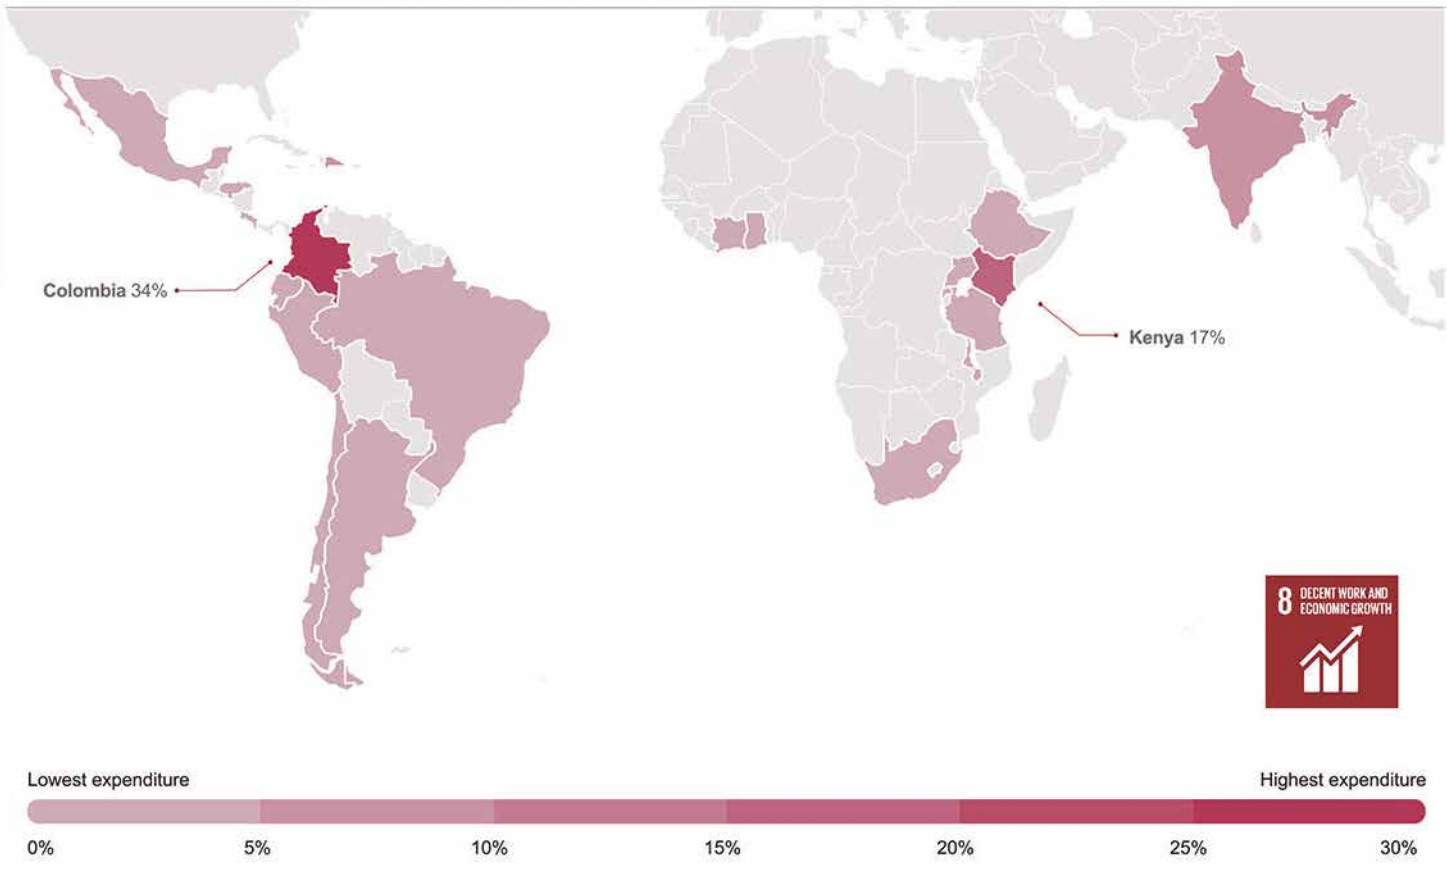 Colombia 34%
Kenya 17%
8 DECENT WORK AND
ECONOMIC GROWTH
Lowest expenditure
Highest expenditure
0%
5%
10%
15%
20%
25%
30%